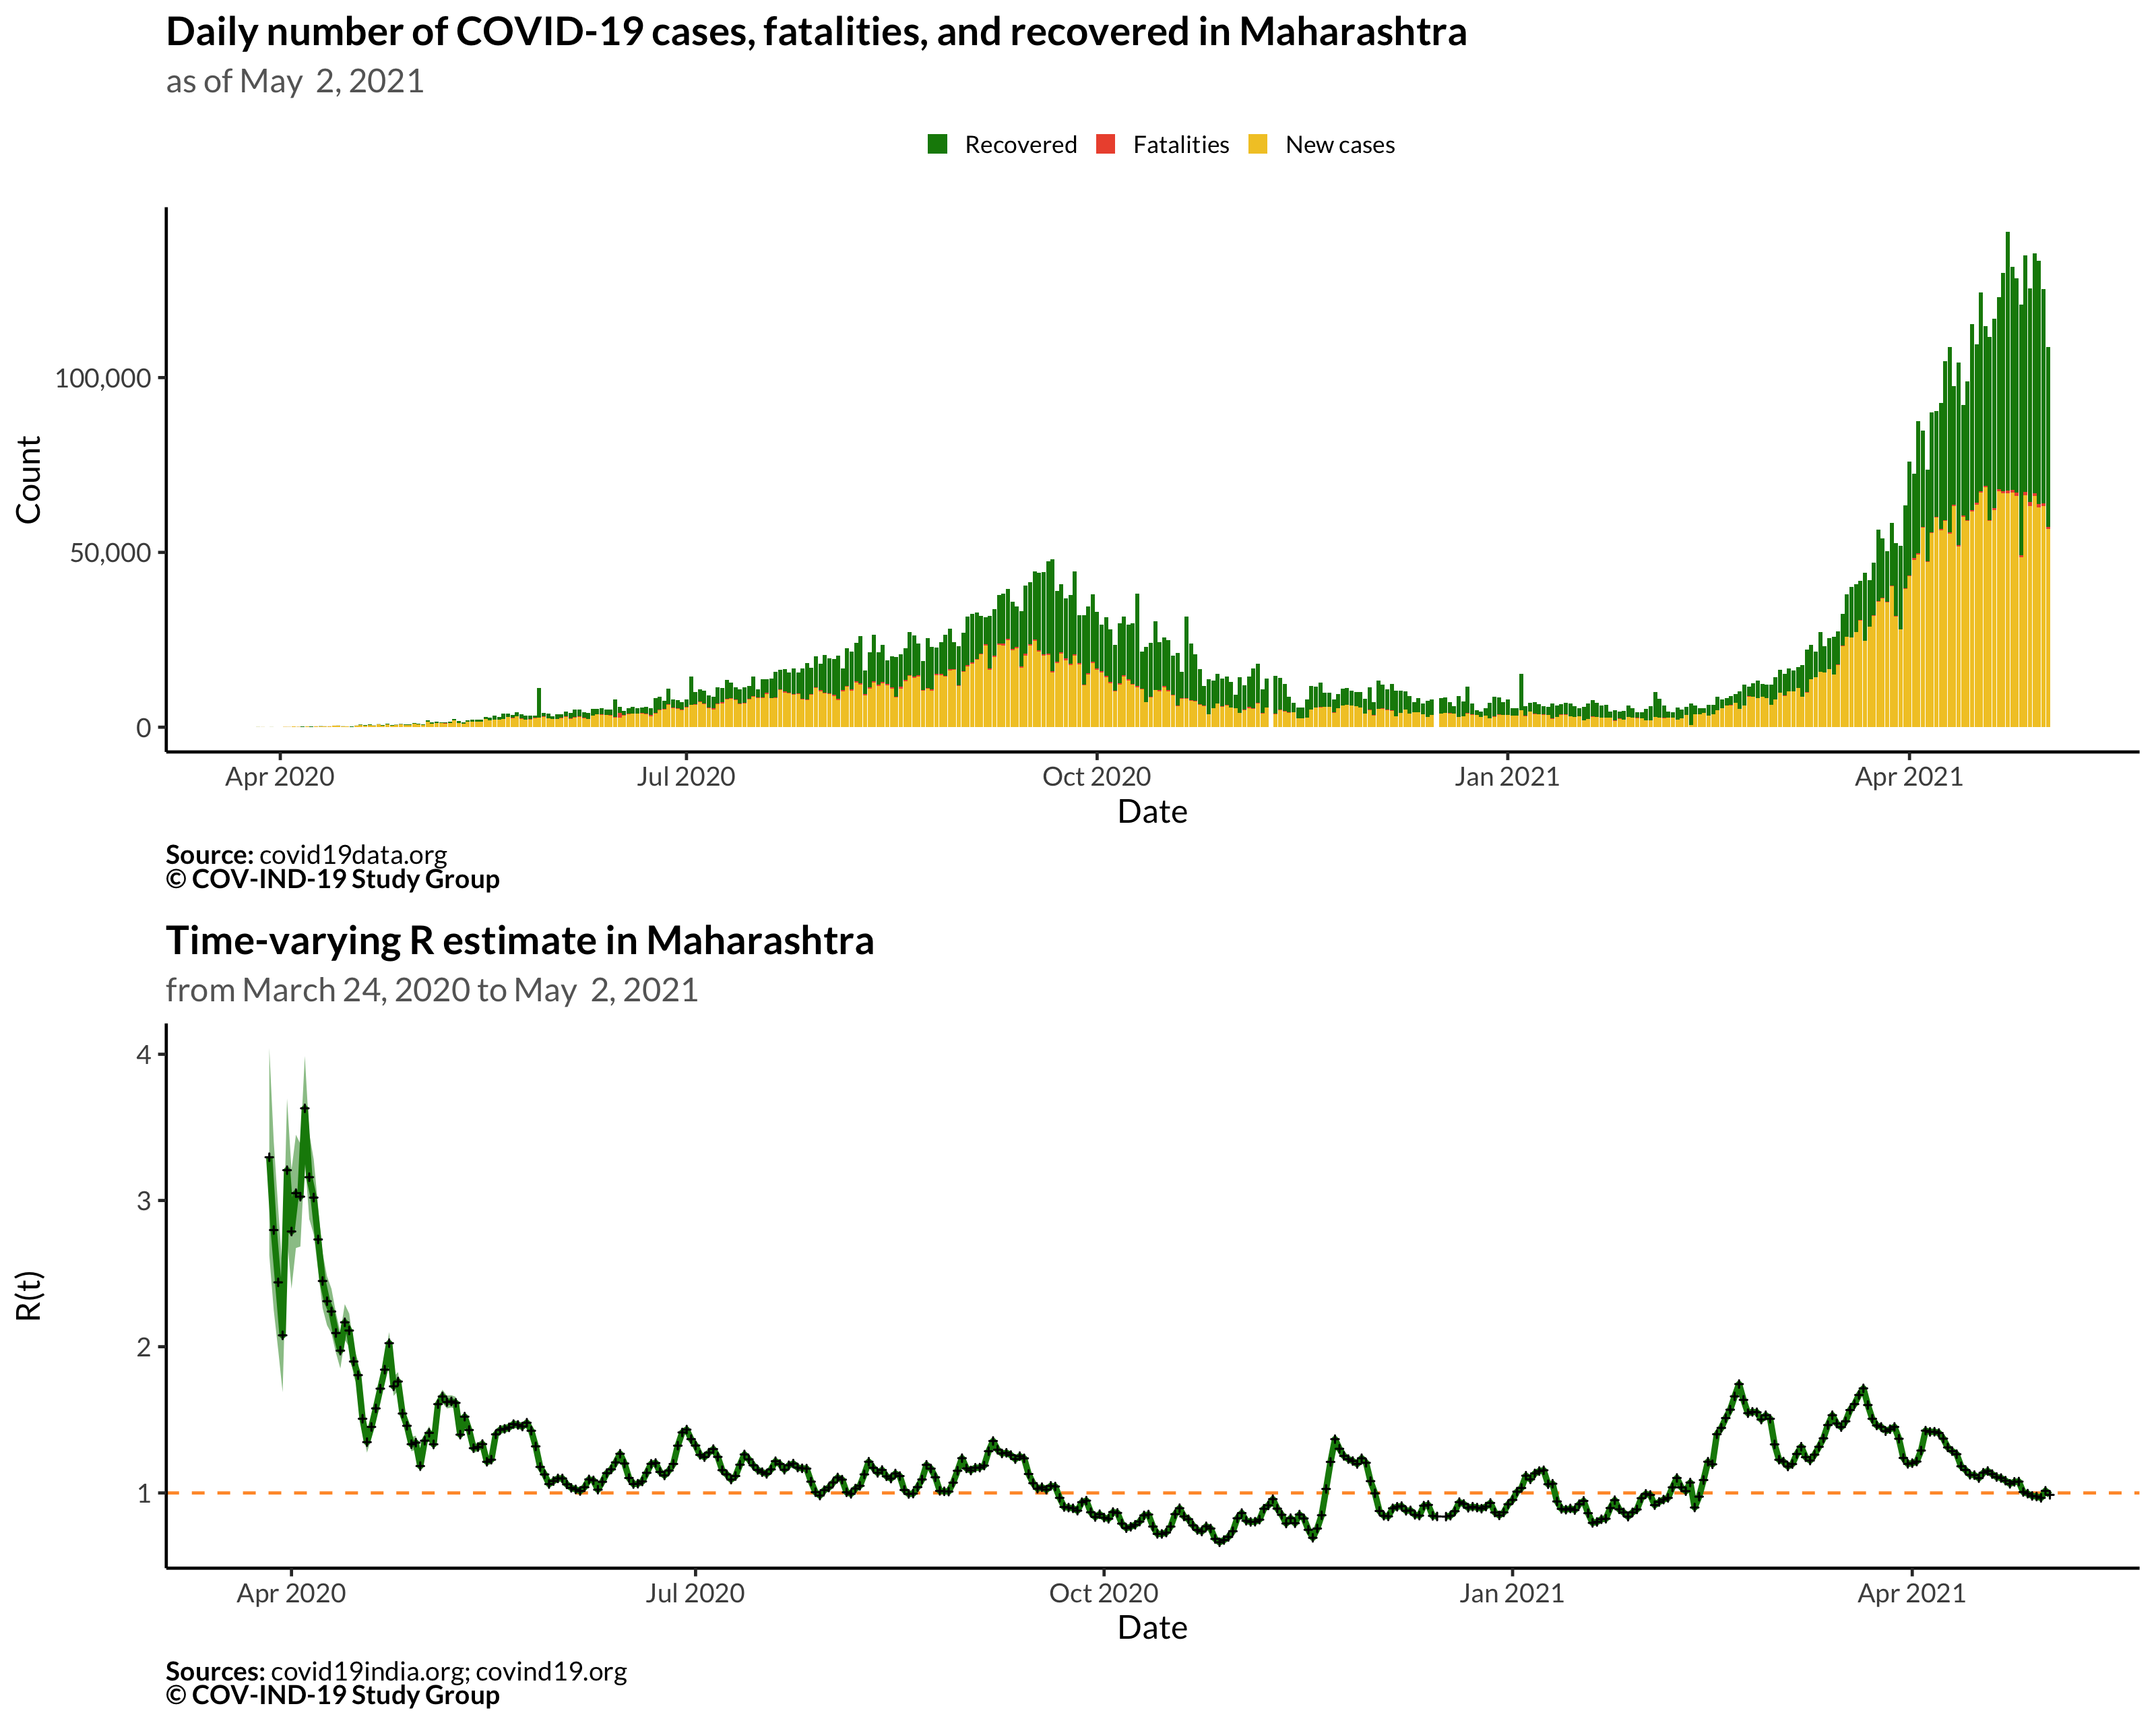 Daily number of COVID-19 cases, fatalities, and recovered in Maharashtra
as of May  2, 2021
Recovered Fatalities New cases
Count
100,000
50,000
0
Apr 2020 Jul 2020 Oct 2020 Jan 2021 Apr 2021
Date
Source: covid19data.org
© COV-IND-19 Study Group
Time-varying R estimate in Maharashtra
from March 24, 2020 to May  2, 2021
R(t)
4
3
2
1
Apr 2020 Jul 2020 Oct 2020 Jan 2021 Apr 2021
Date
Sources: covid19india.org; covind19.org
© COV-IND-19 Study Group